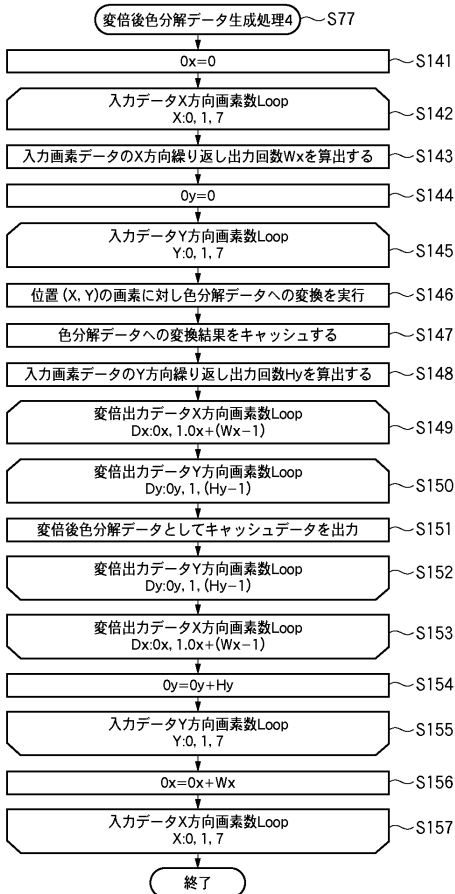 変倍後色分解データ生成処理4 S77
0x=0 S141
入力データX方向画素数Loop
X:0, 1, 7 S142
入力画素データのX方向繰り返し出力回数Wxを算出する S143
0y=0 S144
入力データY方向画素数Loop
Y:0, 1, 7 S145
位置(X, Y)の画素に対し色分解データへの変換を実行 S146
色分解データへの変換結果をキャッシュする S147
入力画素データのY方向繰り返し出力回数Hyを算出する S148
変倍出力データX方向画素数Loop
Dx:0x, 1.0x+(Wx-1) S149
変倍出力データY方向画素数Loop
Dy:0y, 1, (Hy-1) S150
変倍後色分解データとしてキャッシュデータを出力 S151
変倍出力データY方向画素数Loop
Dy:0y, 1, (Hy-1) S152
変倍出力データX方向画素数Loop
Dx:0x, 1.0x+(Wx-1) S153
0y=0y+Hy S154
入力データY方向画素数Loop
Y:0, 1, 7 S155
0x=0x+Wx S156
入力データX方向画素数Loop
X:0, 1, 7 S157
終了